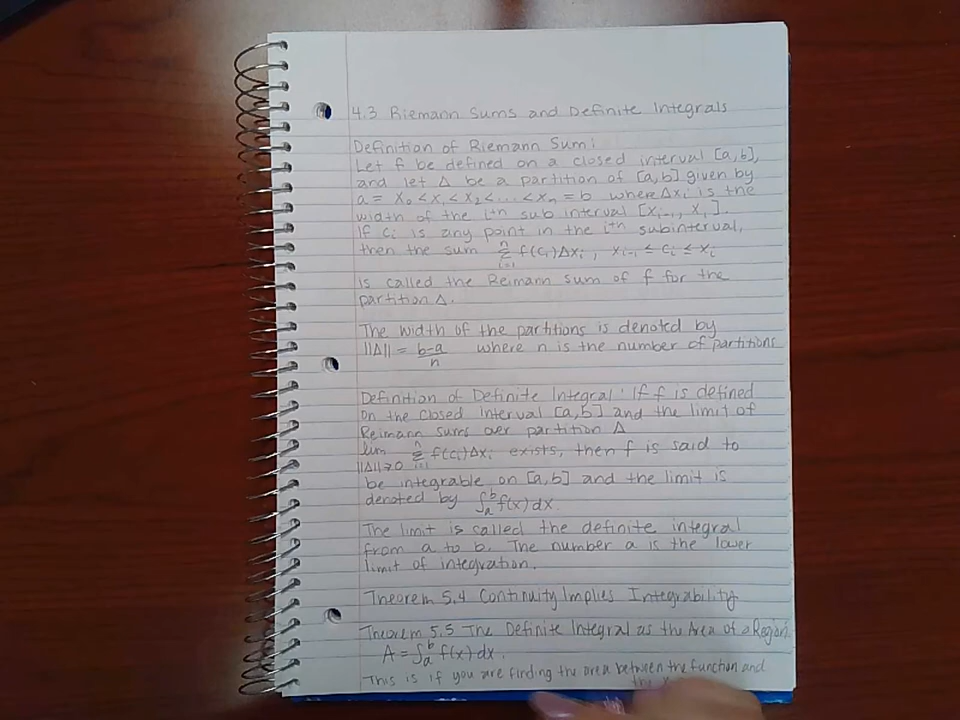 4.3 Riemann Sums and Definite Integrals
Definition of Riemann Sum:
Let f be defined on a closed interval [a,b],
and let Δ be a partition of [a,b] given by
a = x₀ < x₁ < x₂ < ... < xₙ = b where Δxᵢ is the
width of the ith sub interval [xᵢ₋₁, xᵢ].
If cᵢ is any point in the ith subinterval,
then the sum Σⁿᵢ₌₁ f(cᵢ)Δxᵢ, xᵢ₋₁ ≤ cᵢ ≤ xᵢ
is called the Reimann sum of f for the
partition Δ.
The width of the partitions is denoted by
||Δ|| = b-a/n where n is the number of partitions
Definition of Definite Integral: If f is defined
on the closed interval [a,b] and the limit of
Reimann sums over partition Δ
lim ||Δ||→0 Σⁿᵢ₌₁ f(cᵢ)Δxᵢ exists, then f is said to
be integrable on [a,b] and the limit is
denoted by ∫ₐᵇ f(x)dx.
The limit is called the definite integral
from a to b. The number a is the lower
limit of integration.
Theorem 5.4 Continuity Implies Integrability
Theorem 5.5 The Definite Integral as the Area of a Region
A = ∫ₐᵇ f(x)dx.
This is if you are finding the area between the function and
the